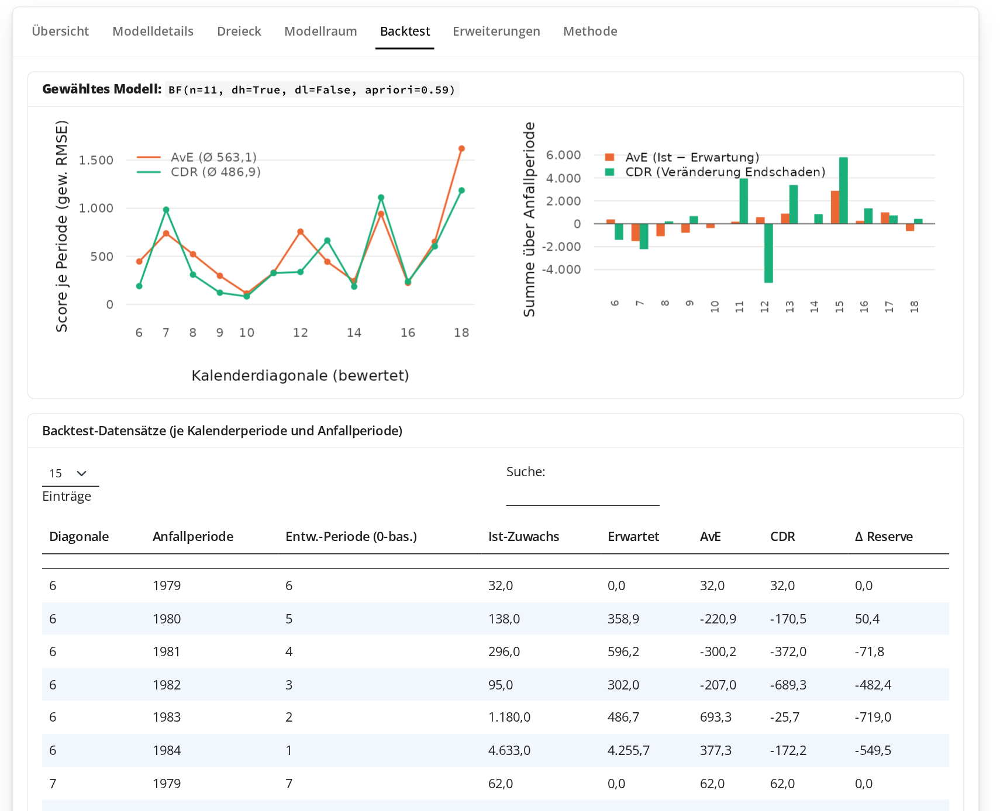 Übersicht Modelldetails Dreieck Modellraum Backtest Erweiterungen Methode
Gewähltes Modell: BF(n=11, dh=True, dl=False, apriori=0.59)
Score je Periode (gew. RMSE)
1.500
1.000
500
0
AvE (Ø 563,1)
CDR (Ø 486,9)
6 7 8 9 10 12 14 16 18
Kalenderdiagonale (bewertet)
Summe über Anfallperiode
6.000
4.000
2.000
0
-2.000
-4.000
AvE (Ist − Erwartung)
CDR (Veränderung Endschaden)
6 7 8 9 10 11 12 13 14 15 16 17 18
Backtest-Datensätze (je Kalenderperiode und Anfallperiode)
15
Einträge
Suche:
Diagonale Anfallperiode Entw.-Periode (0-bas.) Ist-Zuwachs Erwartet AvE CDR Δ Reserve
6 1979 6 32,0 0,0 32,0 32,0 0,0
6 1980 5 138,0 358,9 -220,9 -170,5 50,4
6 1981 4 296,0 596,2 -300,2 -372,0 -71,8
6 1982 3 95,0 302,0 -207,0 -689,3 -482,4
6 1983 2 1.180,0 486,7 693,3 -25,7 -719,0
6 1984 1 4.633,0 4.255,7 377,3 -172,2 -549,5
7 1979 7 62,0 0,0 62,0 62,0 0,0